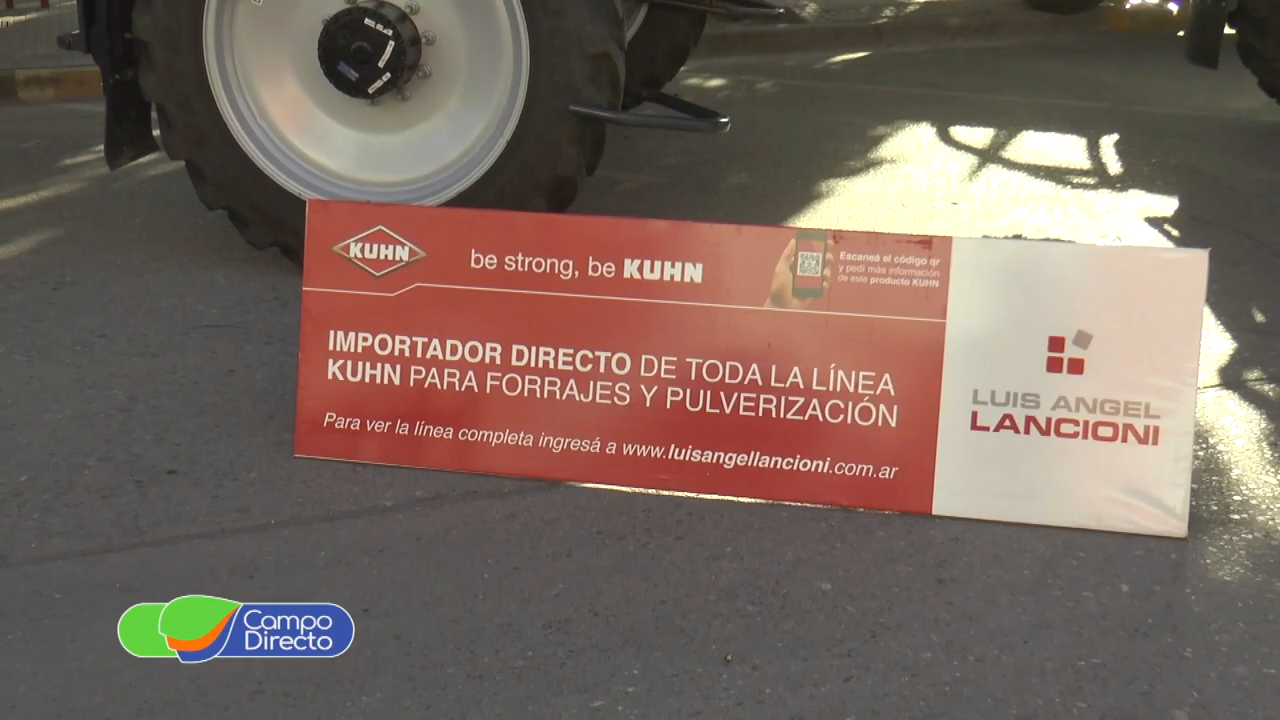 KUHN
be strong, be KUHN
Escaneá el código qr
y pedí más información
de este producto KUHN
IMPORTADOR DIRECTO DE TODA LA LÍNEA
KUHN PARA FORRAJES Y PULVERIZACIÓN
Para ver la línea completa ingresá a www.luisangellancioni.com.ar
LUIS ANGEL
LANCIONI
Campo
Directo